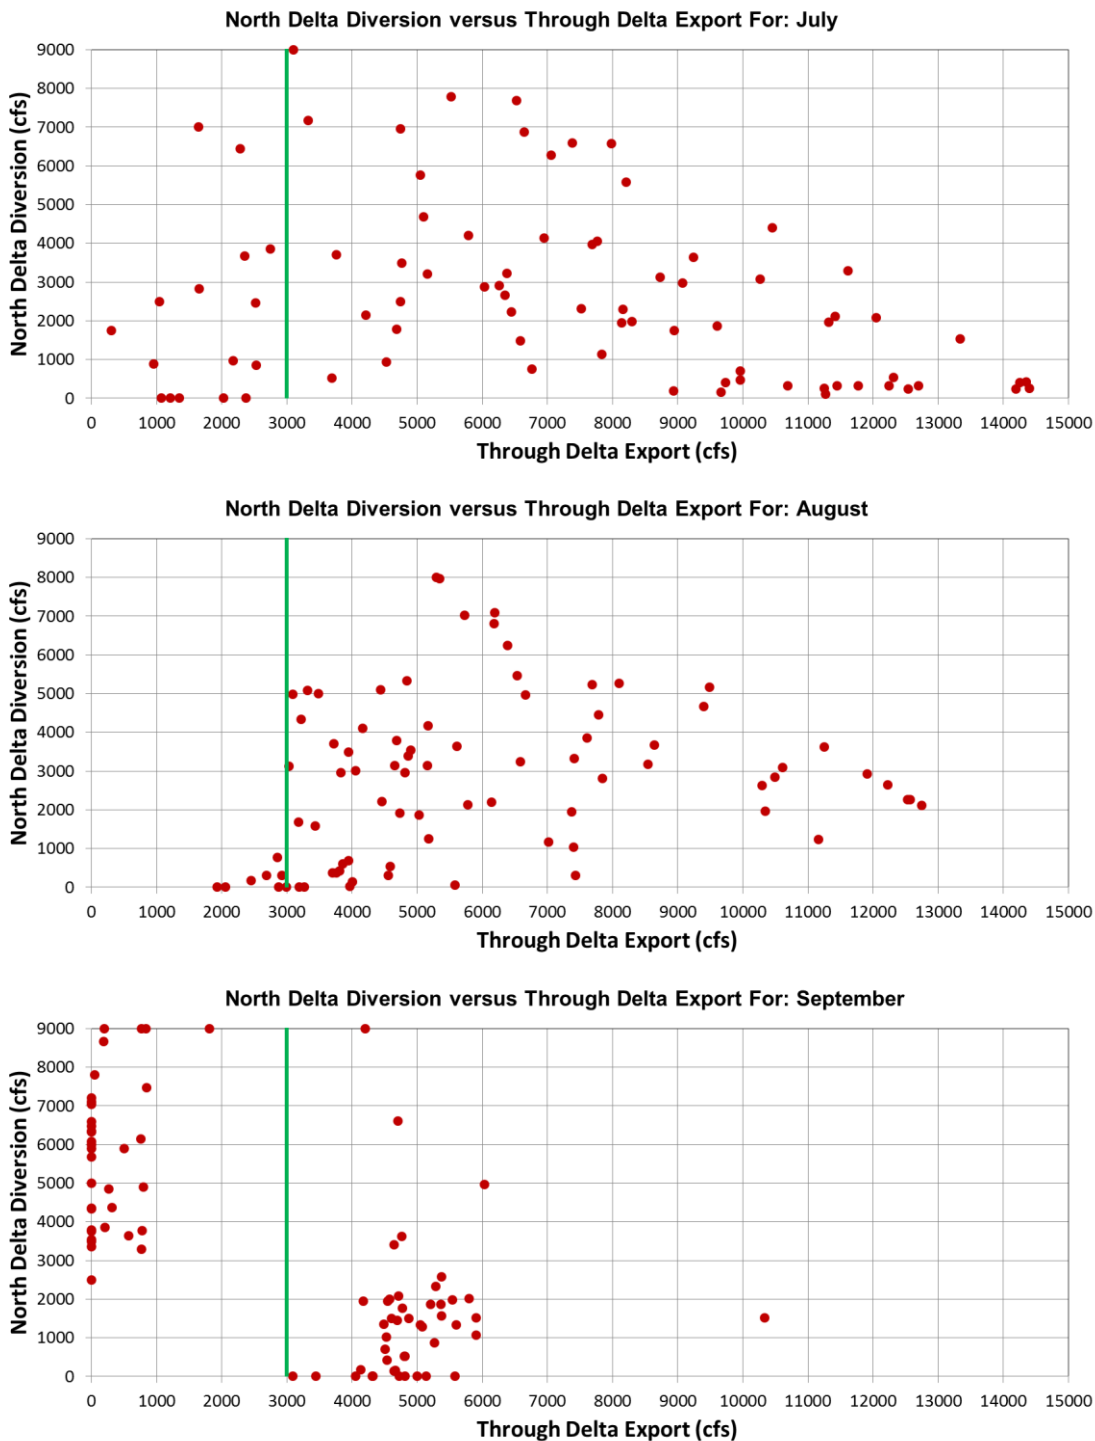 North Delta Diversion versus Through Delta Export For: July
North Delta Diversion (cfs)
9000
8000
7000
6000
5000
4000
3000
2000
1000
0
0 1000 2000 3000 4000 5000 6000 7000 8000 9000 10000 11000 12000 13000 14000 15000
Through Delta Export (cfs)
North Delta Diversion versus Through Delta Export For: August
North Delta Diversion (cfs)
9000
8000
7000
6000
5000
4000
3000
2000
1000
0
0 1000 2000 3000 4000 5000 6000 7000 8000 9000 10000 11000 12000 13000 14000 15000
Through Delta Export (cfs)
North Delta Diversion versus Through Delta Export For: September
North Delta Diversion (cfs)
9000
8000
7000
6000
5000
4000
3000
2000
1000
0
0 1000 2000 3000 4000 5000 6000 7000 8000 9000 10000 11000 12000 13000 14000 15000
Through Delta Export (cfs)